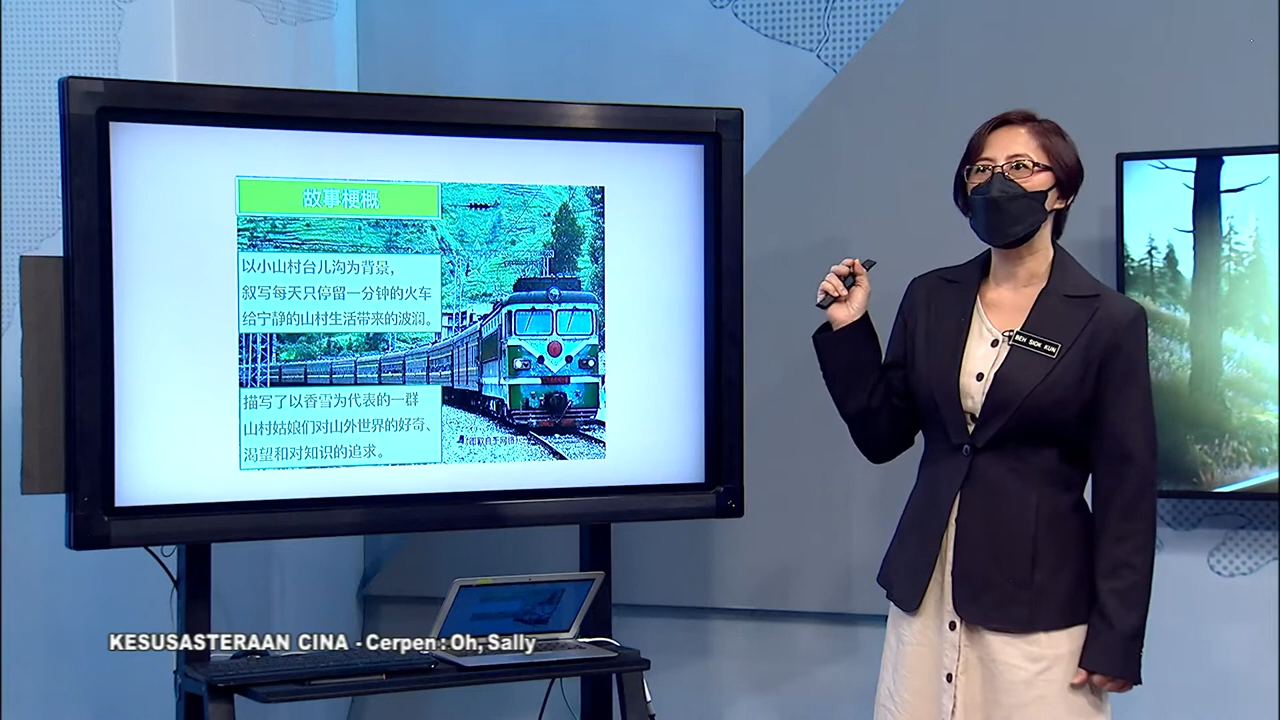 故事梗概
以小山村台儿沟为背景，
叙写每天只停留一分钟的火车
给宁静的山村生活带来的波涧。
描写了以香雪为代表的一群
山村姑娘们对山外世界的好奇、
渴望和对知识的追求。
BEH SIOK KUN
KESUSASTERAAN CINA - Cerpen : Oh, Sally